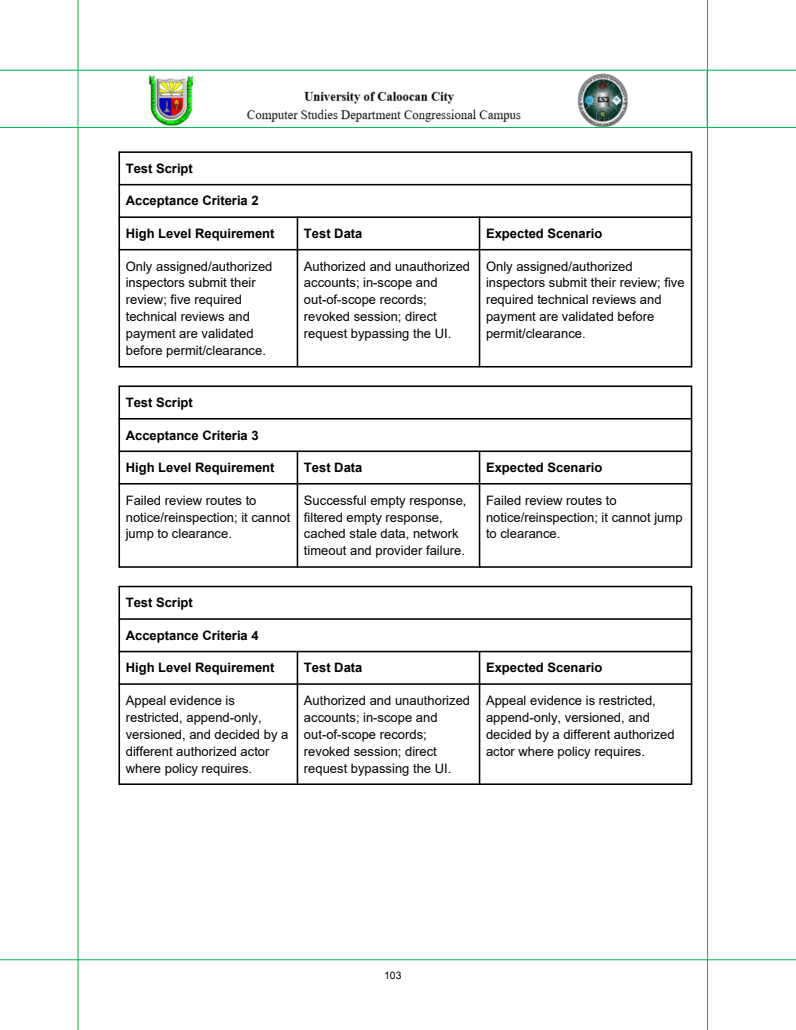 University of Caloocan City
Computer Studies Department Congressional Campus
Test Script
Acceptance Criteria 2
High Level Requirement
Test Data
Expected Scenario
Only assigned/authorized
inspectors submit their
review; five required
technical reviews and
payment are validated
before permit/clearance.
Authorized and unauthorized
accounts; in-scope and
out-of-scope records;
revoked session; direct
request bypassing the UI.
Only assigned/authorized
inspectors submit their review; five
required technical reviews and
payment are validated before
permit/clearance.
Test Script
Acceptance Criteria 3
High Level Requirement
Test Data
Expected Scenario
Failed review routes to
notice/reinspection; it cannot
jump to clearance.
Successful empty response,
filtered empty response,
cached stale data, network
timeout and provider failure.
Failed review routes to
notice/reinspection; it cannot jump
to clearance.
Test Script
Acceptance Criteria 4
High Level Requirement
Test Data
Expected Scenario
Appeal evidence is
restricted, append-only,
versioned, and decided by a
different authorized actor
where policy requires.
Authorized and unauthorized
accounts; in-scope and
out-of-scope records;
revoked session; direct
request bypassing the UI.
Appeal evidence is restricted,
append-only, versioned, and
decided by a different authorized
actor where policy requires.
103